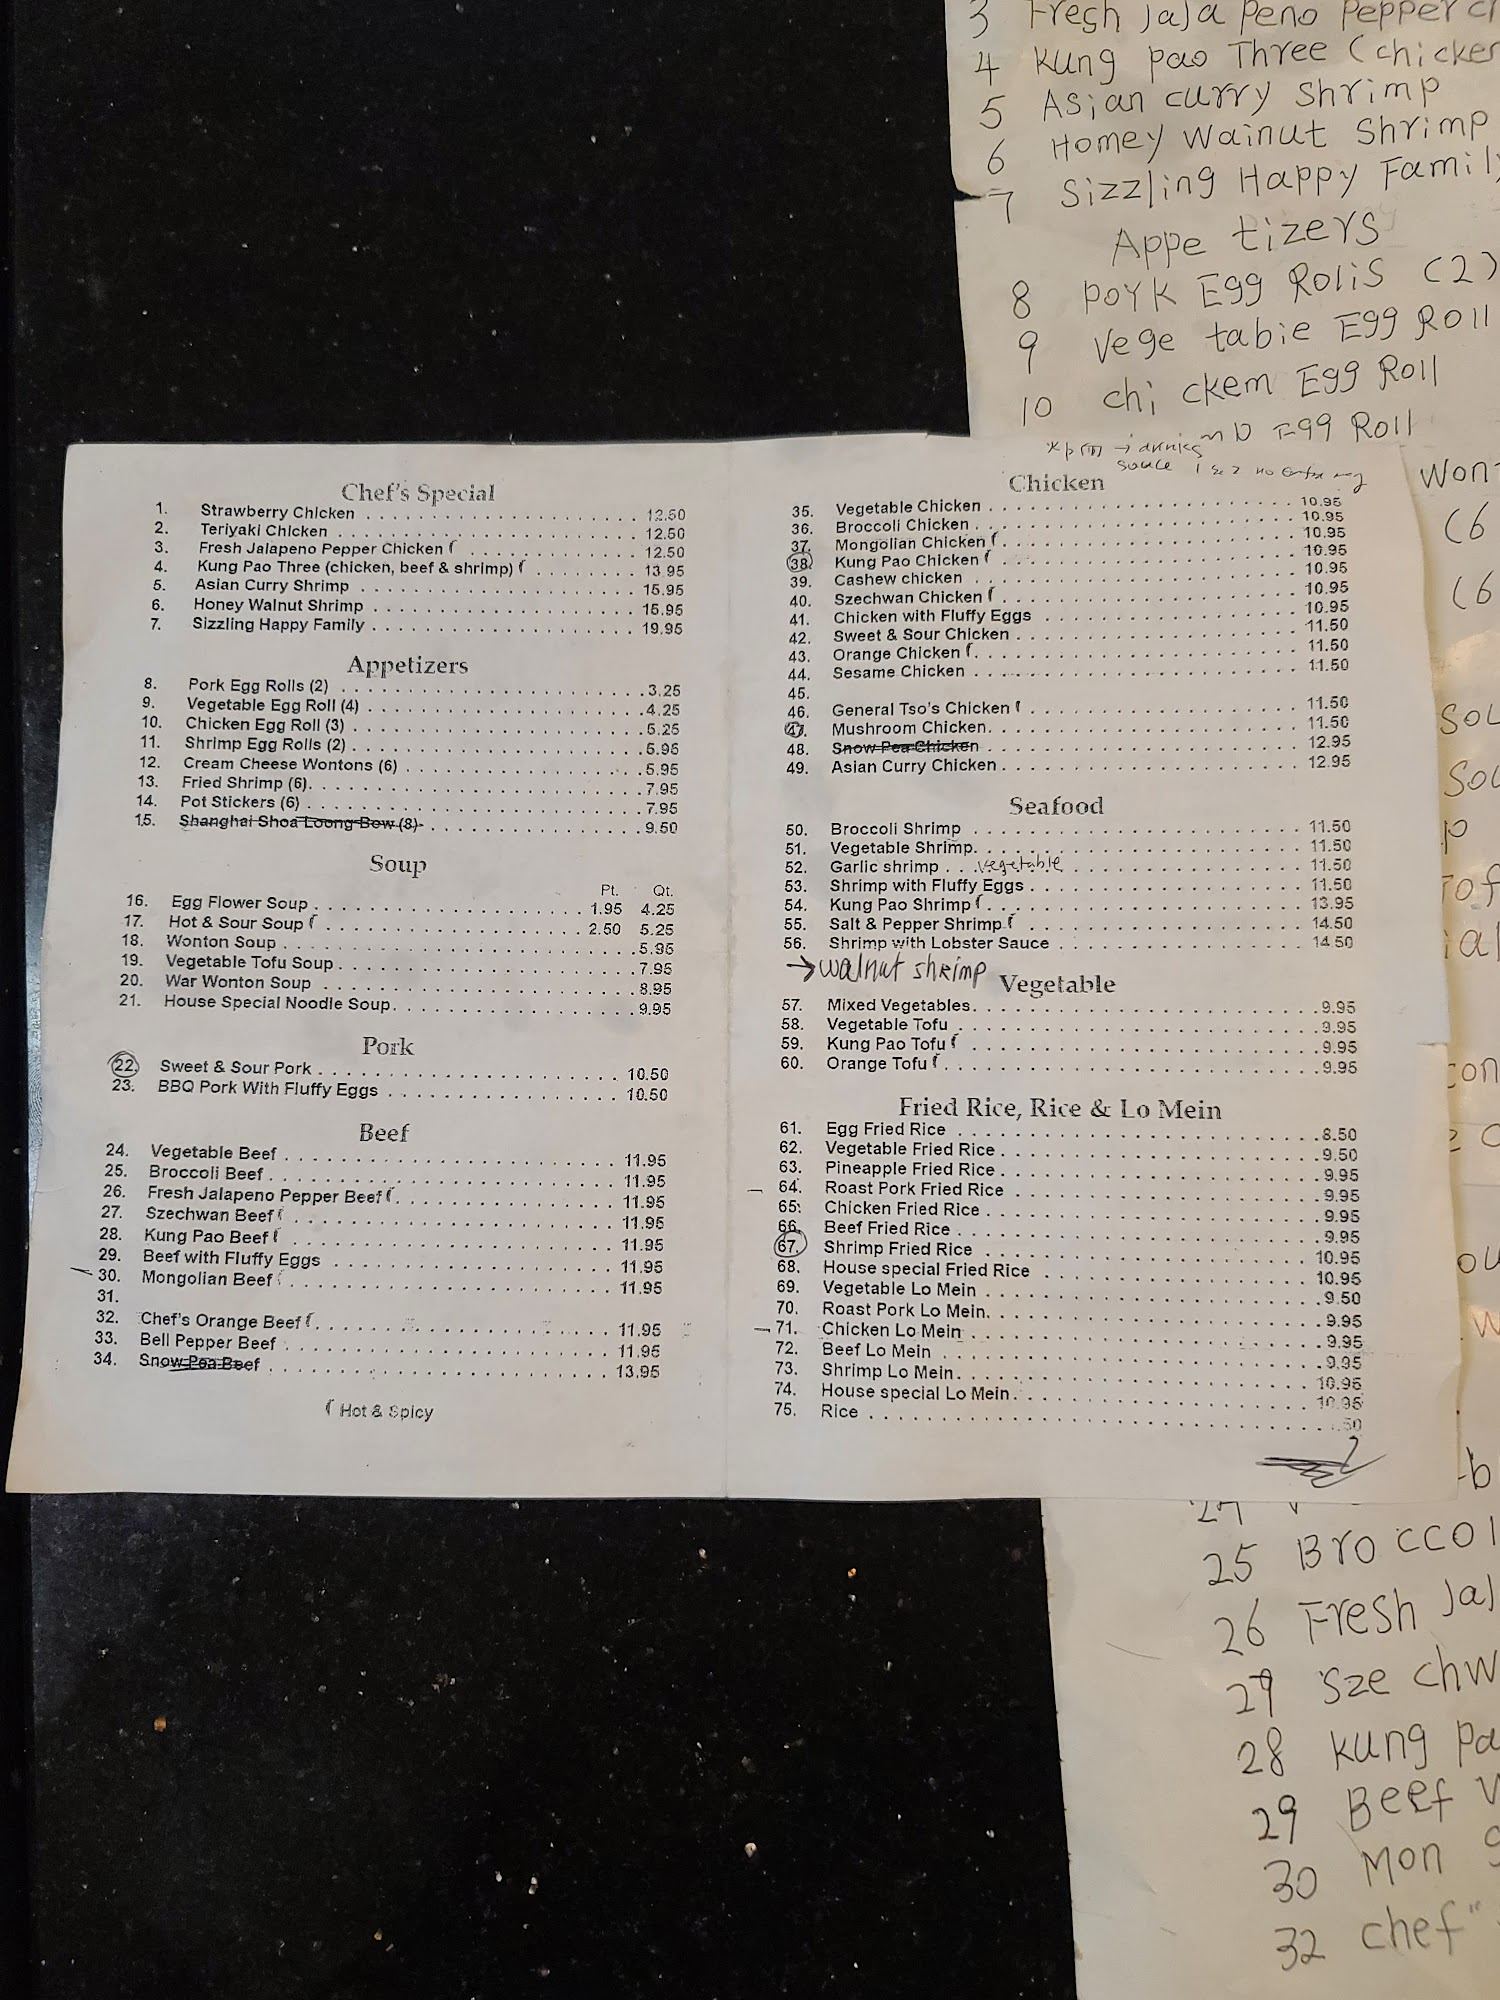 3 Fresh Jala Peno Pepper
4 Kung Pao Three (chicken
5 Asian curry Shrimp
6 Homey Wainut Shrimp
7 Sizzling Happy Family
Appe tizers
8 Pork Egg Rolis (2)
9 Vege tabie Egg Roll
10 chi ckem Egg Roll
Egg Roll
Won
(6
(6
Chef's Special
1. Strawberry Chicken 12.50
2. Teriyaki Chicken 12.50
3. Fresh Jalapeno Pepper Chicken 12.50
4. Kung Pao Three (chicken, beef & shrimp) 13.95
5. Asian Curry Shrimp 15.95
6. Honey Walnut Shrimp 15.95
7. Sizzling Happy Family 19.95
Appetizers
8. Pork Egg Rolls (2) 3.25
9. Vegetable Egg Roll (4) 4.25
10. Chicken Egg Roll (3) 5.25
11. Shrimp Egg Rolls (2) 5.95
12. Cream Cheese Wontons (6) 5.95
13. Fried Shrimp (6) 7.95
14. Pot Stickers (6) 7.95
15. Shanghai Shoa Loong Bow (8) 9.50
Soup
Pt. Qt.
16. Egg Flower Soup 1.95 4.25
17. Hot & Sour Soup 2.50 5.25
18. Wonton Soup 5.95
19. Vegetable Tofu Soup 7.95
20. War Wonton Soup 8.95
21. House Special Noodle Soup 9.95
Pork
22. Sweet & Sour Pork 10.50
23. BBQ Pork With Fluffy Eggs 10.50
Beef
24. Vegetable Beef 11.95
25. Broccoli Beef 11.95
26. Fresh Jalapeno Pepper Beef 11.95
27. Szechwan Beef 11.95
28. Kung Pao Beef 11.95
29. Beef with Fluffy Eggs 11.95
30. Mongolian Beef 11.95
31.
32. Chef's Orange Beef 11.95
33. Bell Pepper Beef 11.95
34. Snow Pea Beef 13.95
Hot & Spicy
Chicken
35. Vegetable Chicken 10.95
36. Broccoli Chicken 10.95
37. Mongolian Chicken 10.95
38. Kung Pao Chicken 10.95
39. Cashew chicken 10.95
40. Szechwan Chicken 10.95
41. Chicken with Fluffy Eggs 10.95
42. Sweet & Sour Chicken 11.50
43. Orange Chicken 11.50
44. Sesame Chicken 11.50
45.
46. General Tso's Chicken 11.50
47. Mushroom Chicken 11.50
48. Snow Pea Chicken 12.95
49. Asian Curry Chicken 12.95
Seafood
50. Broccoli Shrimp 11.50
51. Vegetable Shrimp 11.50
52. Garlic shrimp vegetable 11.50
53. Shrimp with Fluffy Eggs 11.50
54. Kung Pao Shrimp 13.95
55. Salt & Pepper Shrimp 14.50
56. Shrimp with Lobster Sauce 14.50
→ walnut shrimp
Vegetable
57. Mixed Vegetables 9.95
58. Vegetable Tofu 9.95
59. Kung Pao Tofu 9.95
60. Orange Tofu 9.95
Fried Rice, Rice & Lo Mein
61. Egg Fried Rice 8.50
62. Vegetable Fried Rice 9.50
63. Pineapple Fried Rice 9.95
64. Roast Pork Fried Rice 9.95
65. Chicken Fried Rice 9.95
66. Beef Fried Rice 9.95
67. Shrimp Fried Rice 10.95
68. House special Fried Rice 10.95
69. Vegetable Lo Mein 9.50
70. Roast Pork Lo Mein 9.95
71. Chicken Lo Mein 9.95
72. Beef Lo Mein 9.95
73. Shrimp Lo Mein 10.95
74. House special Lo Mein 10.95
75. Rice .50
Sou
Sou
25 Broccol
26 Fresh Jal
27 Sze chw
28 kung Pa
29 Beef
30 Mon
32 chef"